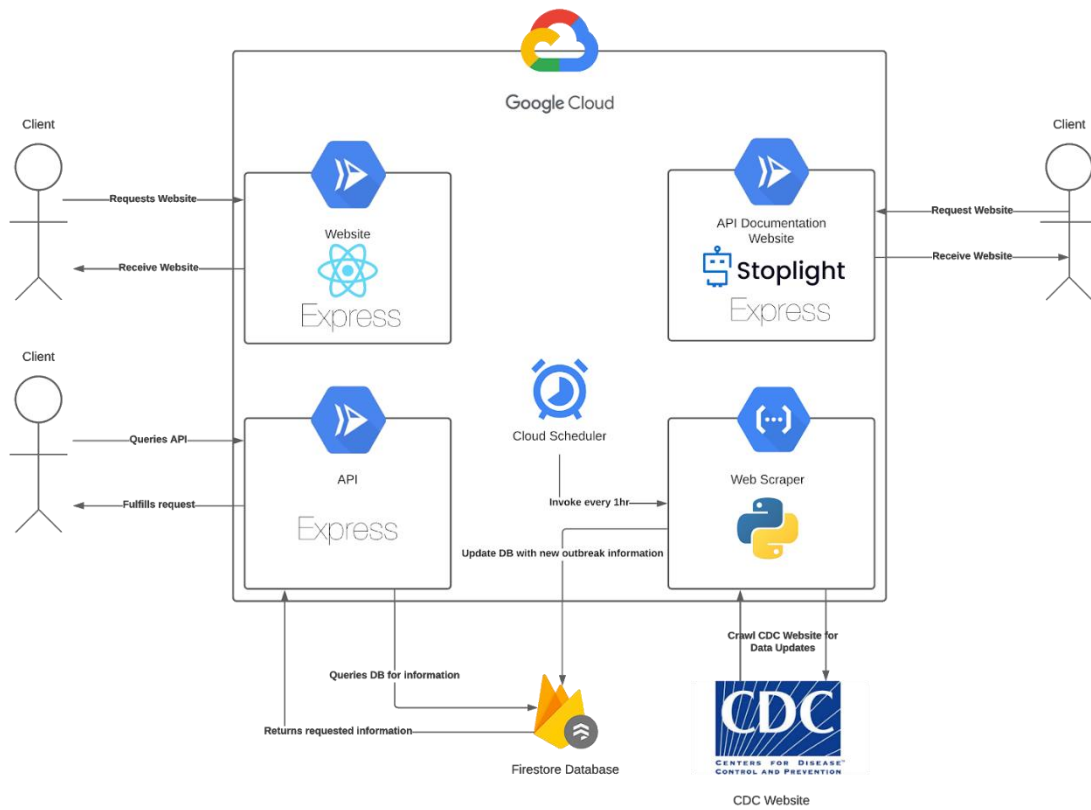 Google Cloud
Client
Client
Requests Website
Request Website
API Documentation
Website
Website
Receive Website
Receive Website
Stoplight
Express
Express
Client
Cloud Scheduler
Queries API
API
Web Scraper
Fulfills request
Invoke every 1hr
Express
Update DB with new outbreak information
Crawl CDC Website for
Data Updates
Queries DB for information
CDC
Returns requested information
CENTERS FOR DISEASE™
CONTROL AND PREVENTION
Firestore Database
CDC Website